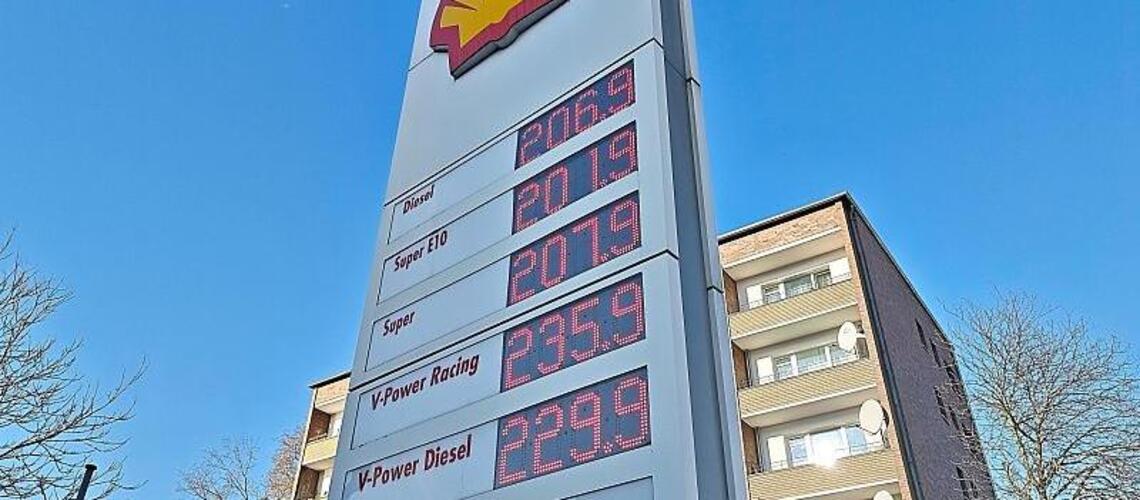 Diesel 206.9
Super E10 201.9
Super 207.9
V-Power Racing 235.9
V-Power Diesel 229.9